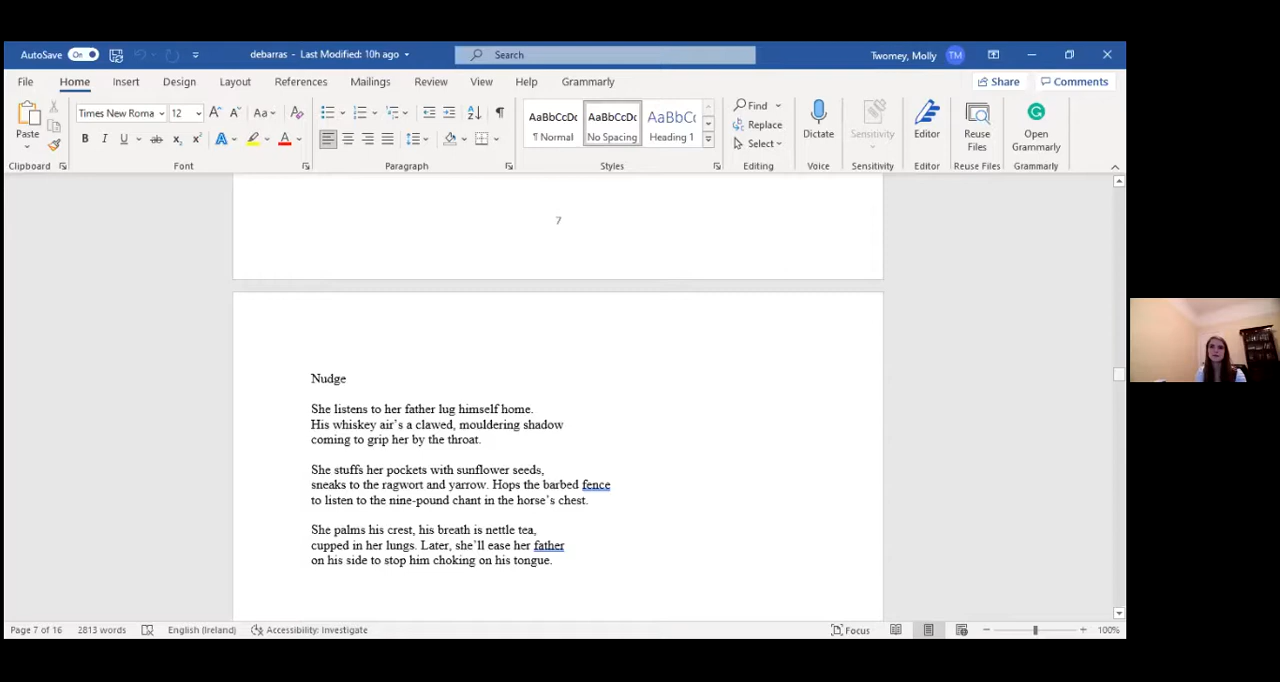 AutoSave On debarras - Last Modified: 10h ago Search Twomey, Molly TM
File Home Insert Design Layout References Mailings Review View Help Grammarly Share Comments
Times New Roma 12 Aa AaBbCcDc AaBbCcDc AaBbCc Find
Paste B I U ab x₂ x² A A ¶ Normal No Spacing Heading 1 Replace Select Dictate Sensitivity Editor Reuse Files Open Grammarly
Clipboard Font Paragraph Styles Editing Voice Sensitivity Editor Reuse Files Grammarly
7
Nudge
She listens to her father lug himself home.
His whiskey air's a clawed, mouldering shadow
coming to grip her by the throat.
She stuffs her pockets with sunflower seeds,
sneaks to the ragwort and yarrow. Hops the barbed fence
to listen to the nine-pound chant in the horse's chest.
She palms his crest, his breath is nettle tea,
cupped in her lungs. Later, she'll ease her father
on his side to stop him choking on his tongue.
Page 7 of 16 2813 words English (Ireland) Accessibility: Investigate Focus 100%